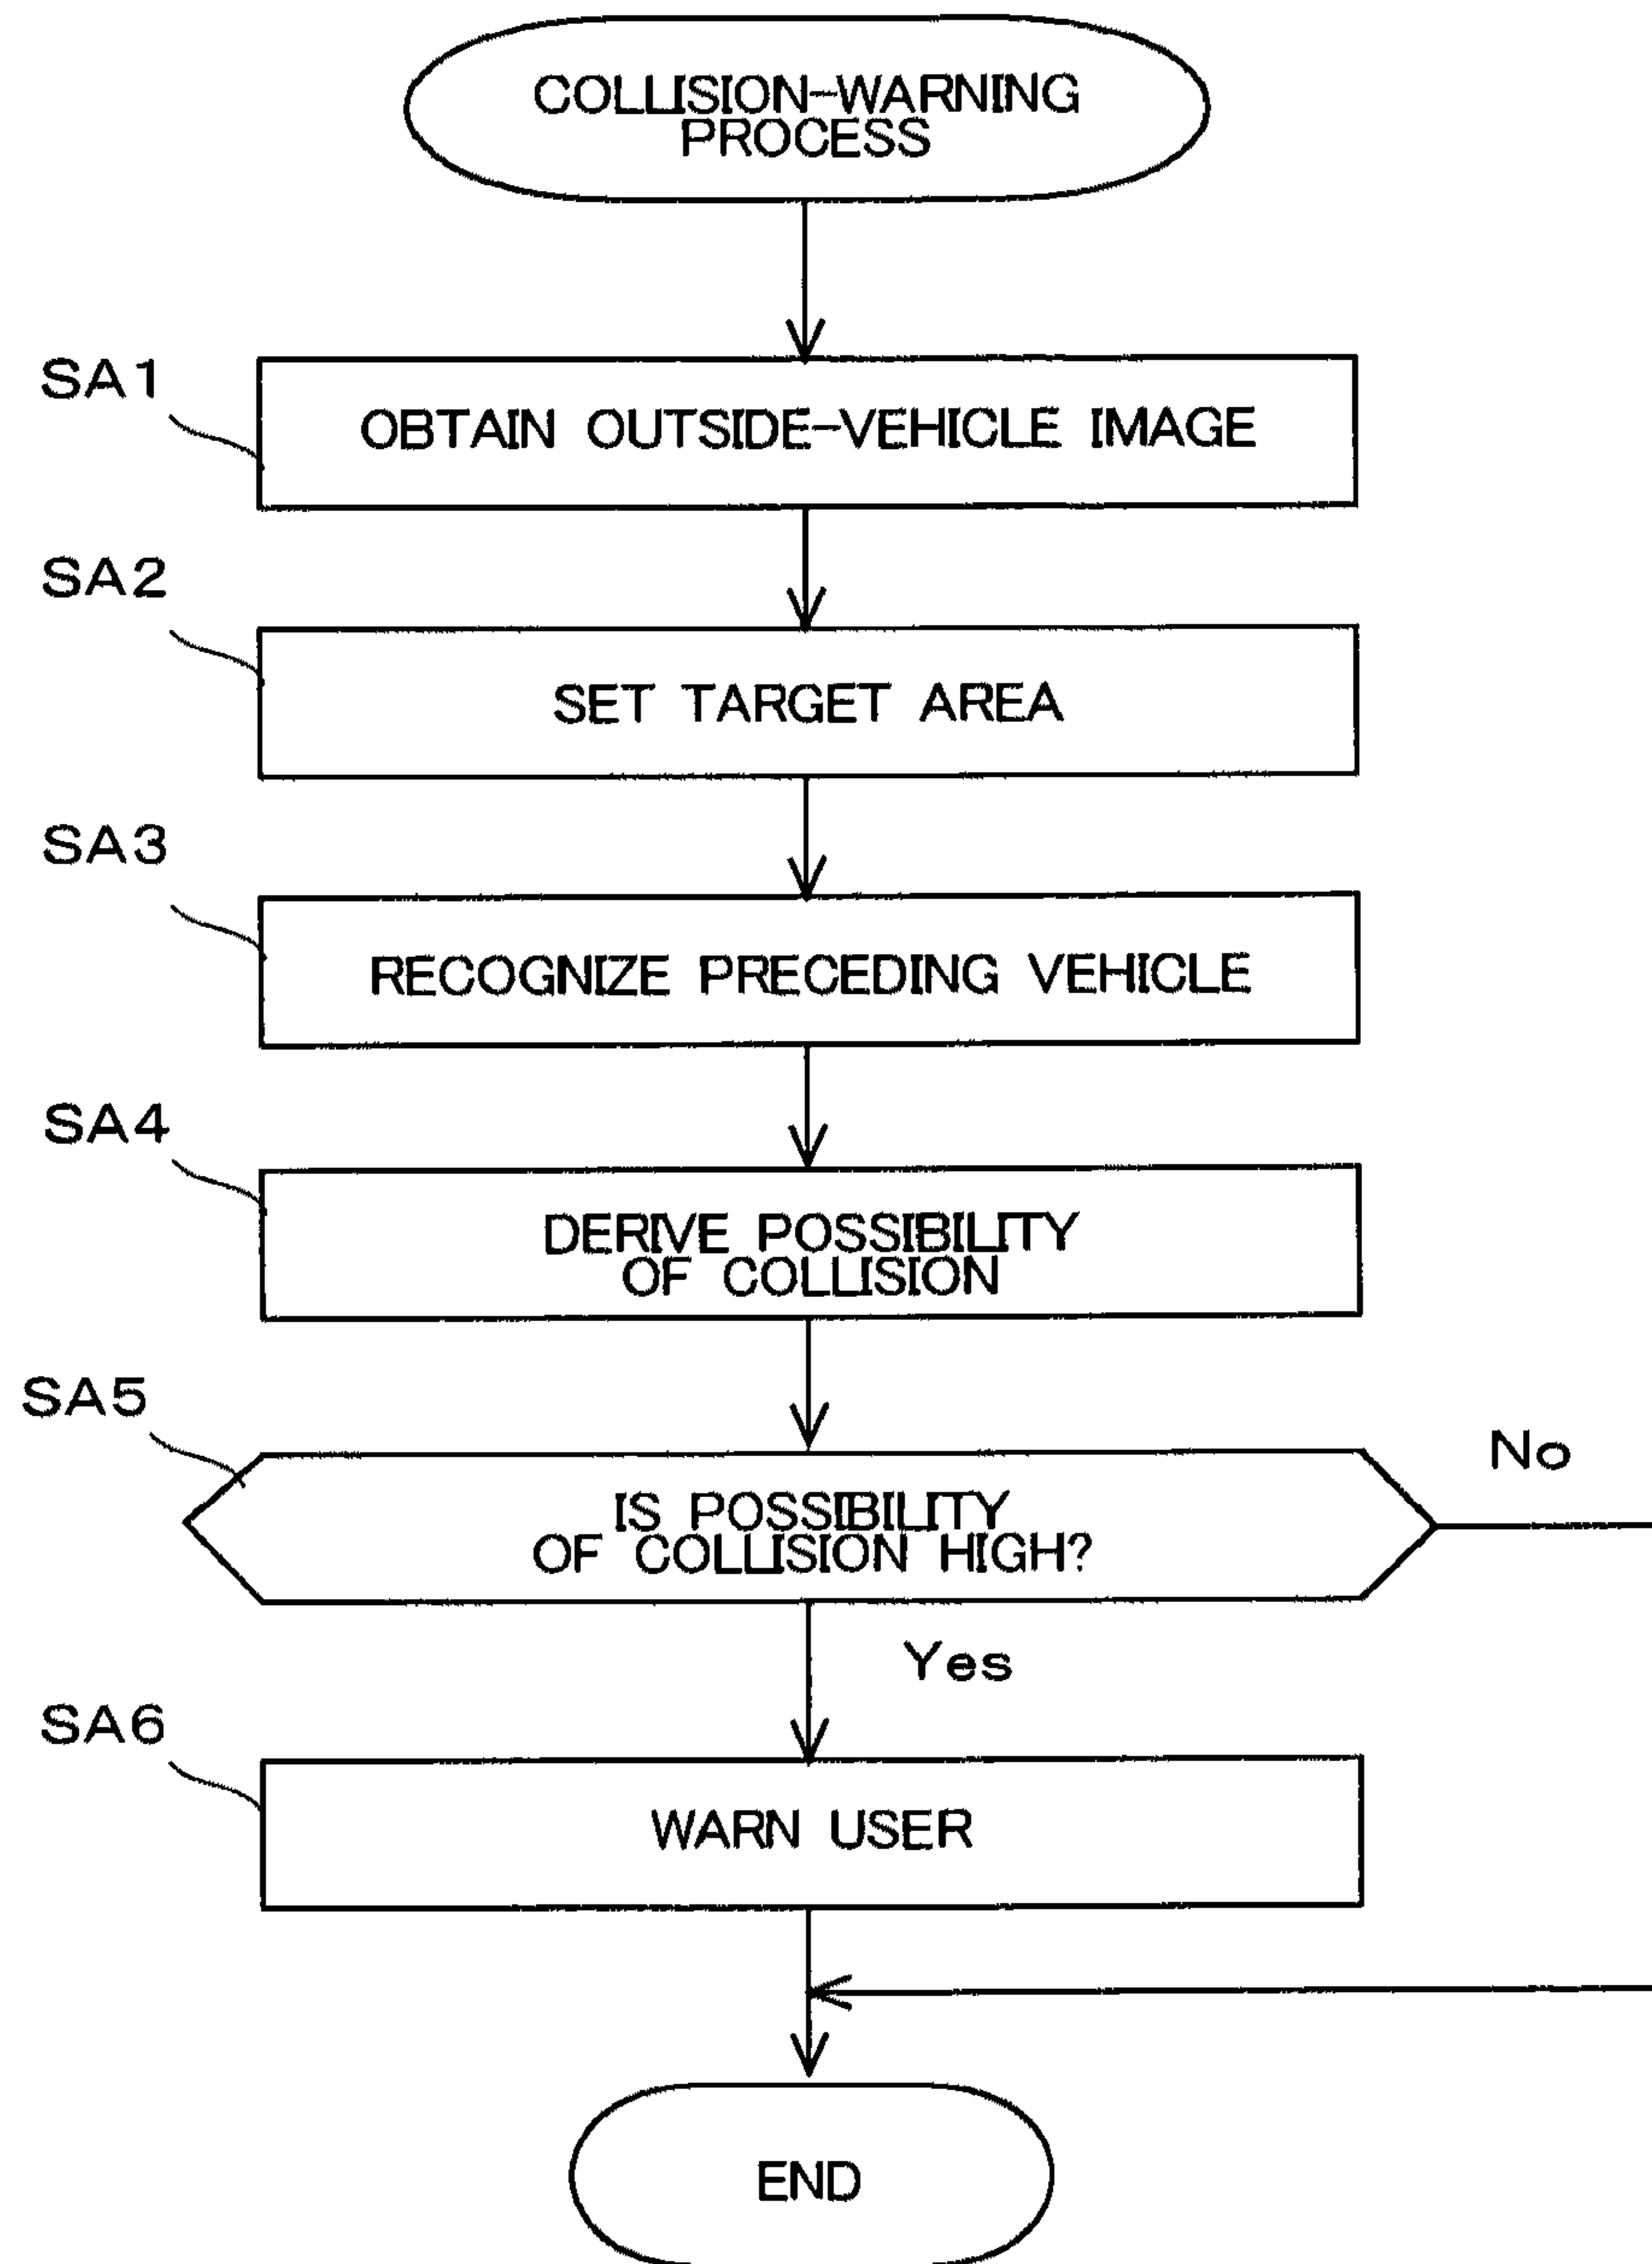 COLLISION-WARNING
PROCESS
SA1
OBTAIN OUTSIDE-VEHICLE IMAGE
SA2
SET TARGET AREA
SA3
RECOGNIZE PRECEDING VEHICLE
SA4
DERIVE POSSIBILITY
OF COLLISION
SA5
IS POSSIBILITY
OF COLLISION HIGH?
No
Yes
SA6
WARN USER
END